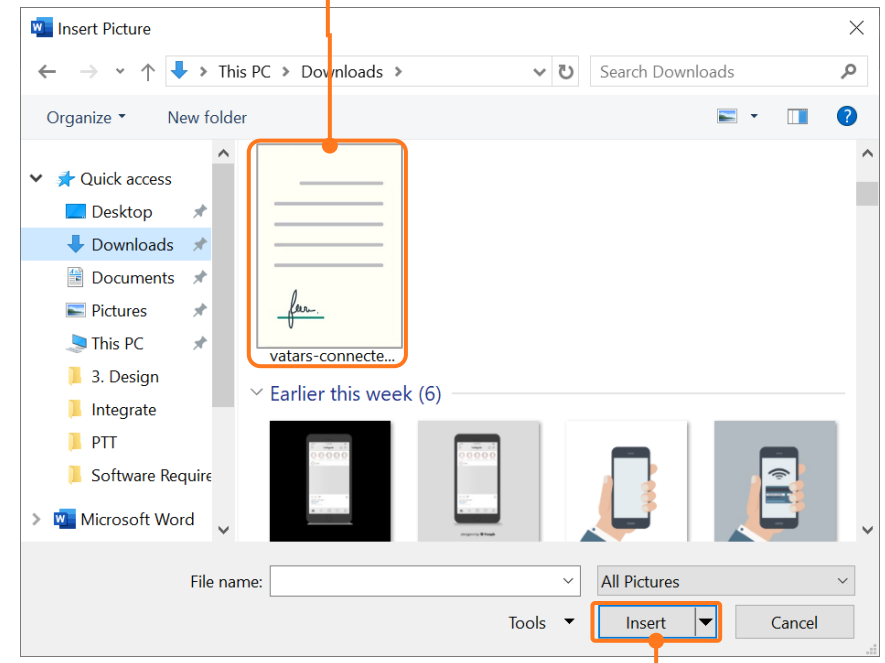 Insert Picture
This PC > Downloads >
Search Downloads
Organize
New folder
Quick access
Desktop
Downloads
Documents
Pictures
This PC
3. Design
Integrate
PTT
Software Require
Microsoft Word
vatars-connecte...
Earlier this week (6)
File name:
All Pictures
Tools
Insert
Cancel